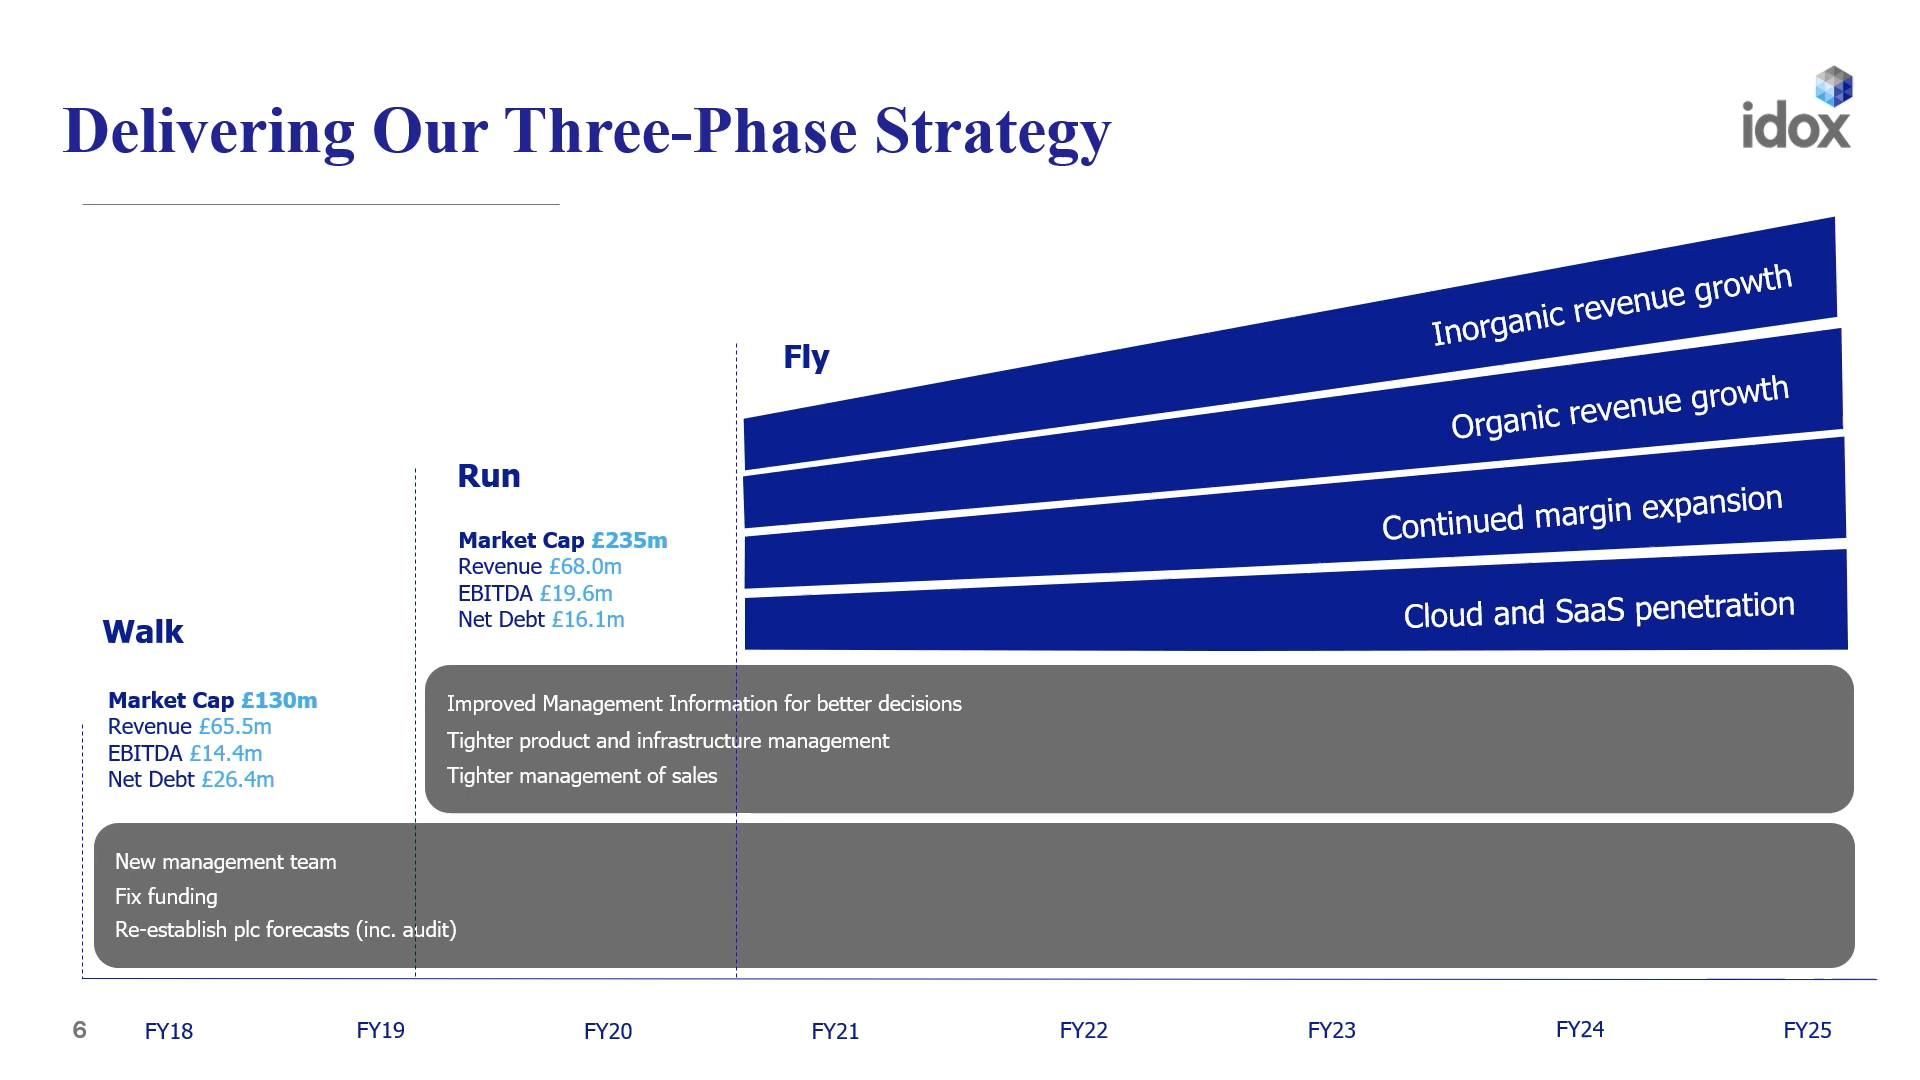 Delivering Our Three-Phase Strategy
idox
Fly
Inorganic revenue growth
Organic revenue growth
Continued margin expansion
Cloud and SaaS penetration
Run
Market Cap £235m
Revenue £68.0m
EBITDA £19.6m
Net Debt £16.1m
Walk
Market Cap £130m
Revenue £65.5m
EBITDA £14.4m
Net Debt £26.4m
Improved Management Information for better decisions
Tighter product and infrastructure management
Tighter management of sales
New management team
Fix funding
Re-establish plc forecasts (inc. audit)
6 FY18 FY19 FY20 FY21 FY22 FY23 FY24 FY25